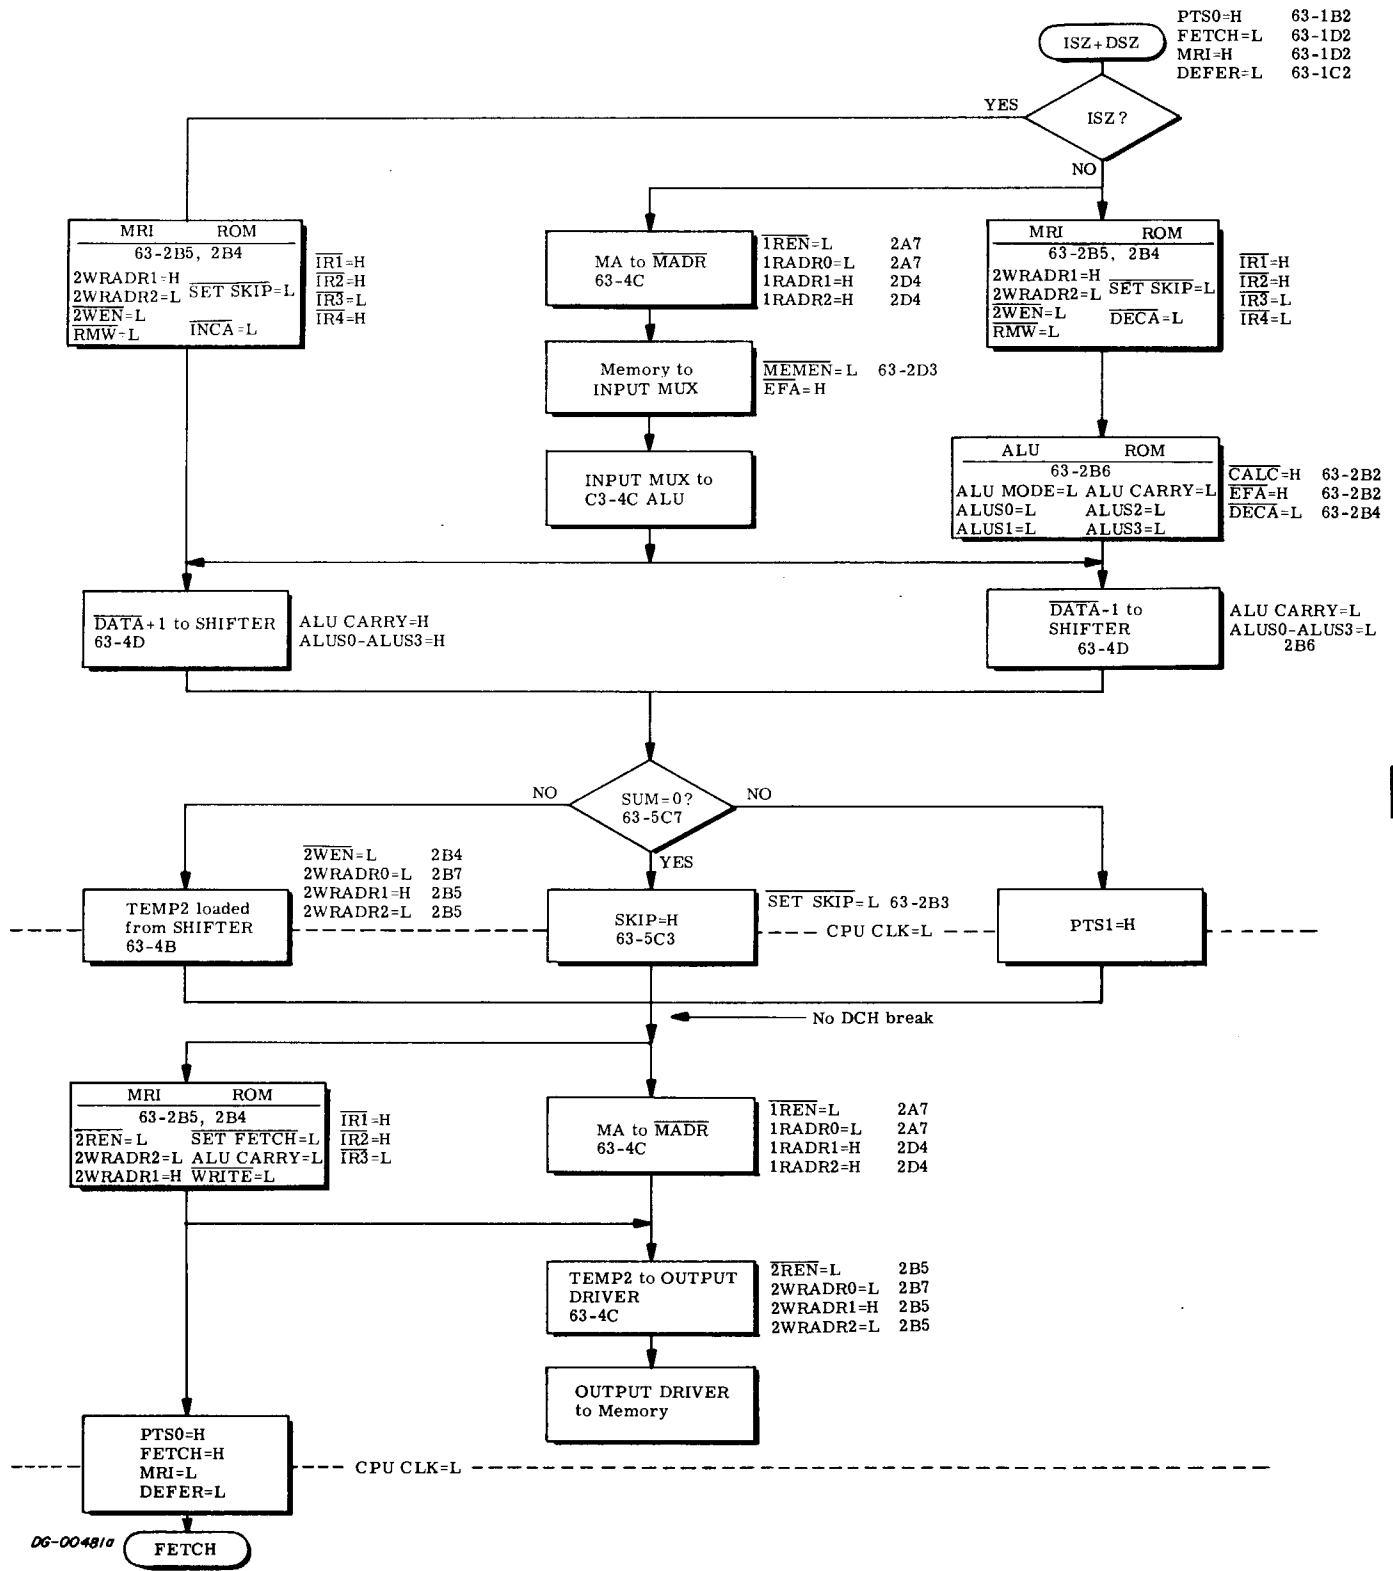 PTS0=H 63-1B2
FETCH=L 63-1D2
MRI=H 63-1D2
DEFER=L 63-1C2
ISZ+DSZ
ISZ?
YES
NO
MRI ROM
63-2B5, 2B4
2WRADR1=H
2WRADR2=L SET SKIP=L
2WEN=L
RMW=L INCA=L
IR1=H
IR2=H
IR3=L
IR4=H
MA to MADR
63-4C
1REN=L 2A7
1RADR0=L 2A7
1RADR1=H 2D4
1RADR2=H 2D4
MRI ROM
63-2B5, 2B4
2WRADR1=H
2WRADR2=L SET SKIP=L
2WEN=L DECA=L
RMW=L
IR1=H
IR2=H
IR3=L
IR4=L
Memory to
INPUT MUX
MEMEN=L 63-2D3
EFA=H
INPUT MUX to
C3-4C ALU
ALU ROM
63-2B6
ALU MODE=L ALU CARRY=L
ALUS0=L ALUS2=L
ALUS1=L ALUS3=L
CALC=H 63-2B2
EFA=H 63-2B2
DECA=L 63-2B4
DATA+1 to SHIFTER
63-4D
ALU CARRY=H
ALUS0-ALUS3=H
DATA-1 to
SHIFTER
63-4D
ALU CARRY=L
ALUS0-ALUS3=L
2B6
NO
SUM=0?
63-5C7
NO
YES
2WEN=L 2B4
2WRADR0=L 2B7
2WRADR1=H 2B5
2WRADR2=L 2B5
TEMP2 loaded
from SHIFTER
63-4B
SKIP=H
63-5C3
SET SKIP=L 63-2B3
CPU CLK=L
PTS1=H
No DCH break
MRI ROM
63-2B5, 2B4
2REN=L SET FETCH=L
2WRADR2=L ALU CARRY=L
2WRADR1=H WRITE=L
IR1=H
IR2=H
IR3=L
MA to MADR
63-4C
1REN=L 2A7
1RADR0=L 2A7
1RADR1=H 2D4
1RADR2=H 2D4
TEMP2 to OUTPUT
DRIVER
63-4C
2REN=L 2B5
2WRADR0=L 2B7
2WRADR1=H 2B5
2WRADR2=L 2B5
OUTPUT DRIVER
to Memory
PTS0=H
FETCH=H
MRI=L
DEFER=L
CPU CLK=L
DG-00481a
FETCH